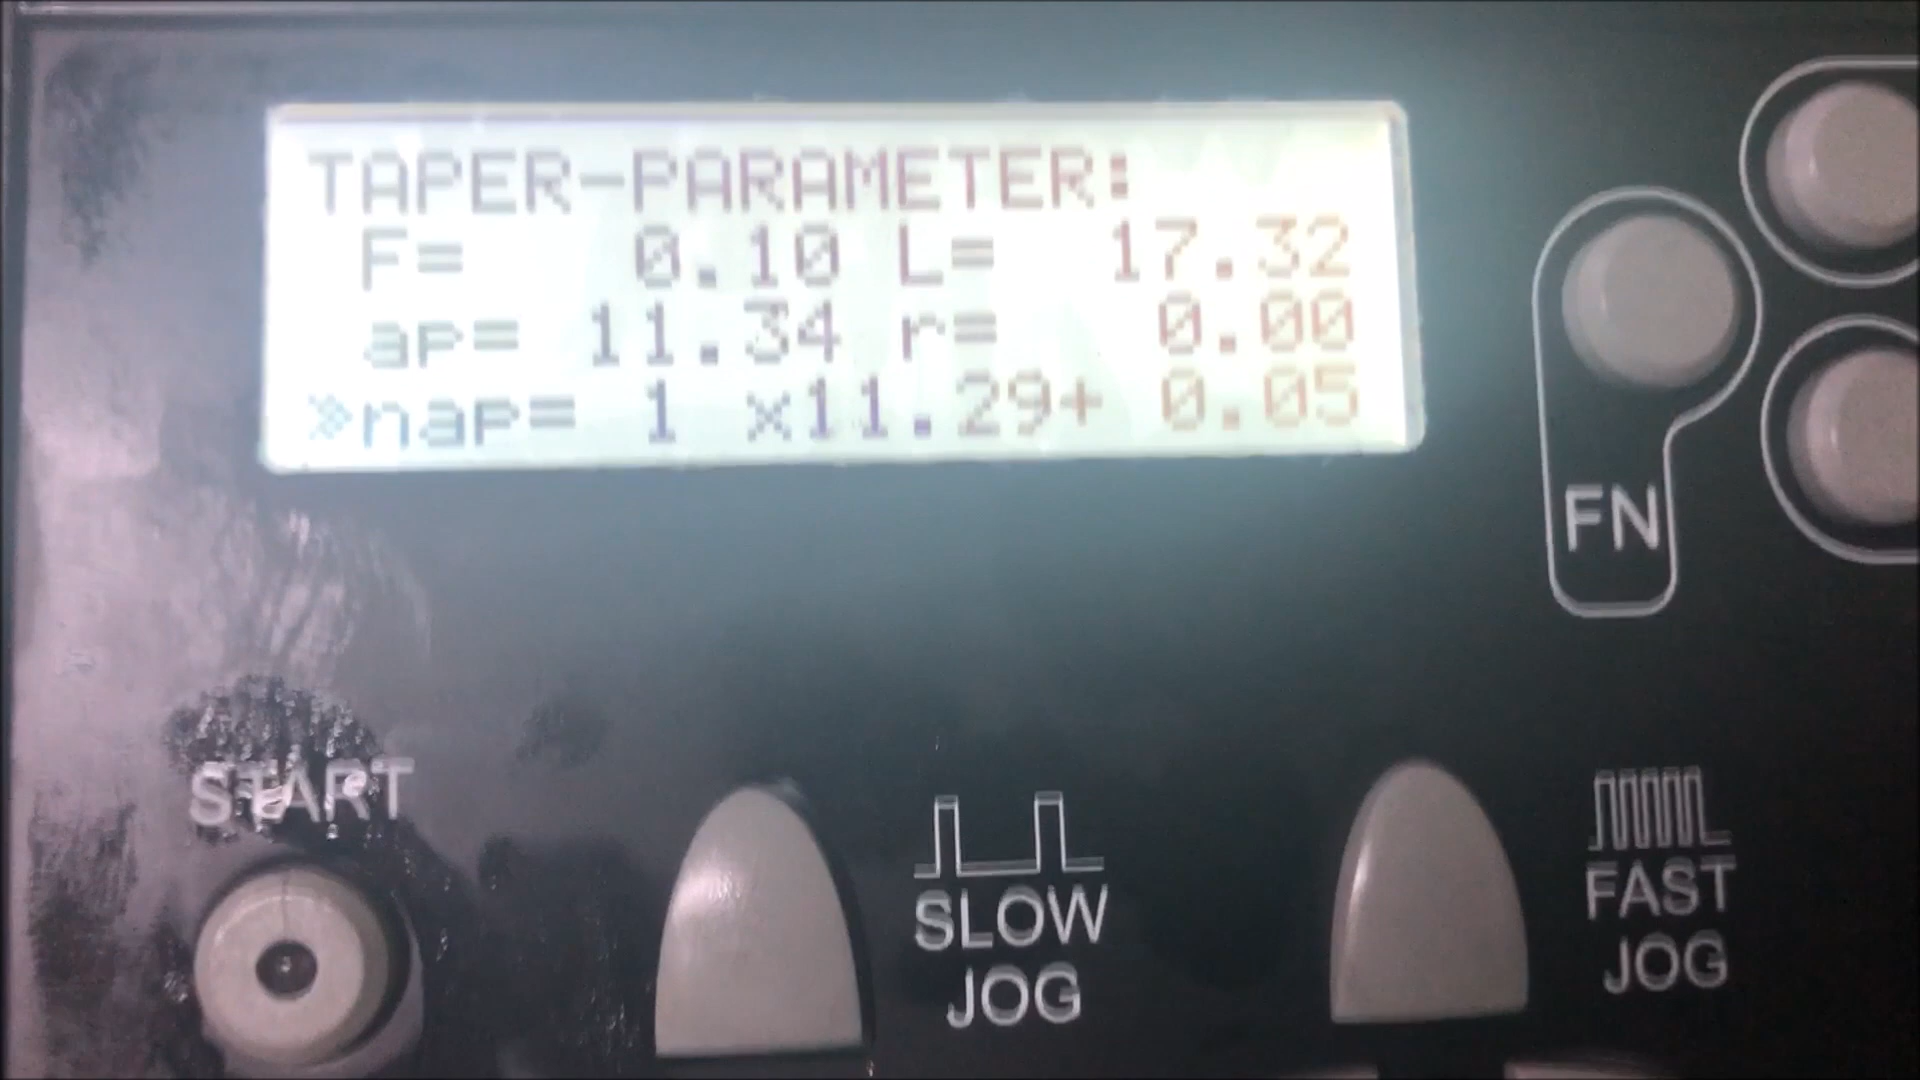 TAPER-PARAMETER:
F= 0.10 L= 17.32
ap= 11.34 r= 0.00
»nap= 1 x11.29+ 0.05
FN
START
SLOW
JOG
FAST
JOG